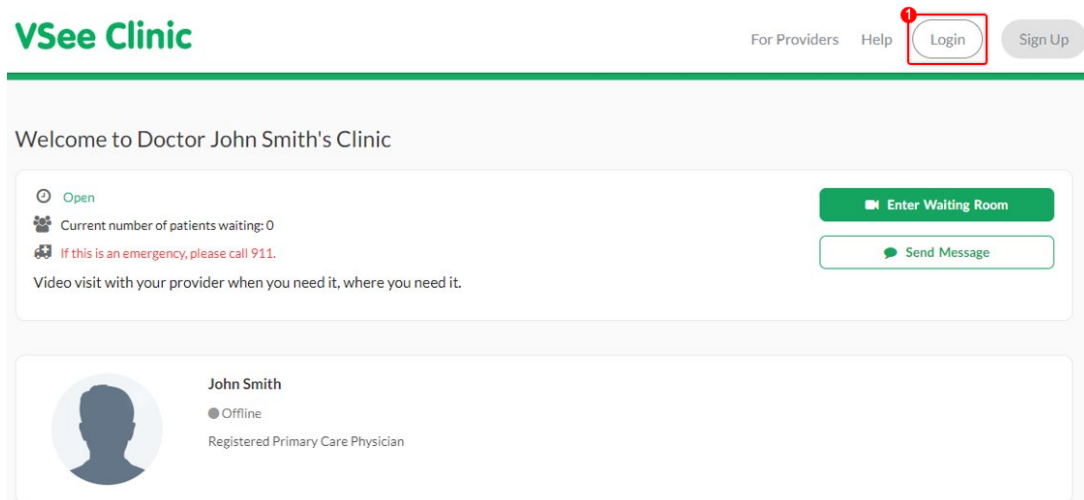 VSee Clinic
For Providers Help 1 Login Sign Up
Welcome to Doctor John Smith's Clinic
Open
Current number of patients waiting: 0
If this is an emergency, please call 911.
Video visit with your provider when you need it, where you need it.
Enter Waiting Room
Send Message
John Smith
Offline
Registered Primary Care Physician